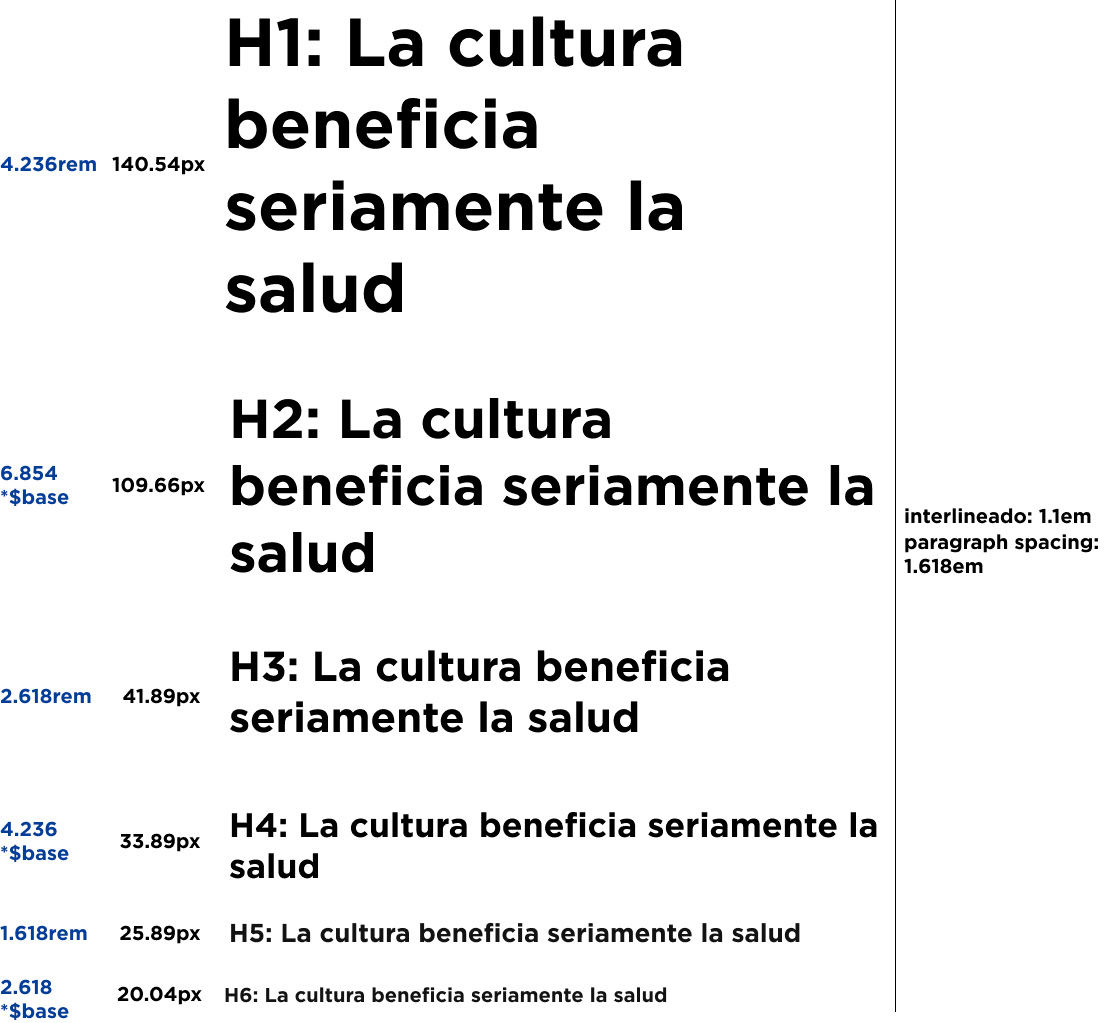 H1: La cultura
beneficia
4.236rem 140.54px
seriamente la
salud
H2: La cultura
6.854
*$base
109.66px
beneficia seriamente la
salud
interlineado: 1.1em
paragraph spacing:
1.618em
2.618rem 41.89px
H3: La cultura beneficia
seriamente la salud
4.236
*$base
33.89px
H4: La cultura beneficia seriamente la
salud
1.618rem 25.89px H5: La cultura beneficia seriamente la salud
2.618
*$base
20.04px H6: La cultura beneficia seriamente la salud